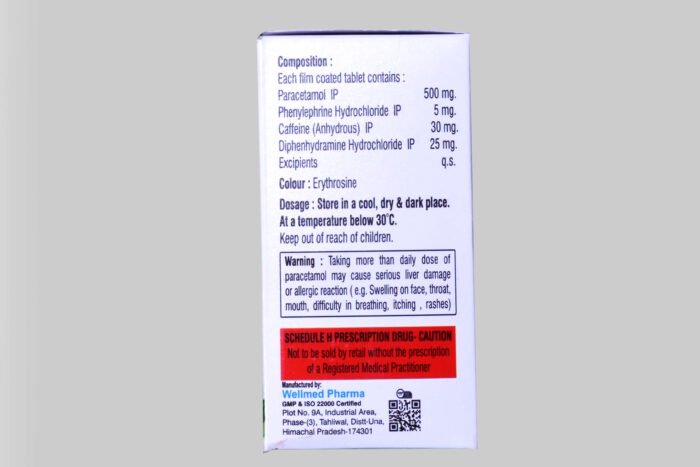 Composition :
Each film coated tablet contains :
Paracetamol IP 500 mg.
Phenylephrine Hydrochloride IP 5 mg.
Caffeine (Anhydrous) IP 30 mg.
Diphenhydramine Hydrochloride IP 25 mg.
Excipients q.s.
Colour : Erythrosine
Dosage : Store in a cool, dry & dark place.
At a temperature below 30°C.
Keep out of reach of children.
Warning : Taking more than daily dose of
paracetamol may cause serious liver damage
or allergic reaction ( e.g. Swelling on face, throat,
mouth, difficulty in breathing, itching , rashes)
SCHEDULE H PRESCRIPTION DRUG- CAUTION
Not to be sold by retail without the prescription
of a Registered Medical Practitioner
Manufactured by:
Wellmed Pharma
GMP & ISO 22000 Certified
Plot No. 9A, Industrial Area,
Phase-(3), Tahliwal, Distt-Una,
Himachal Pradesh-174301